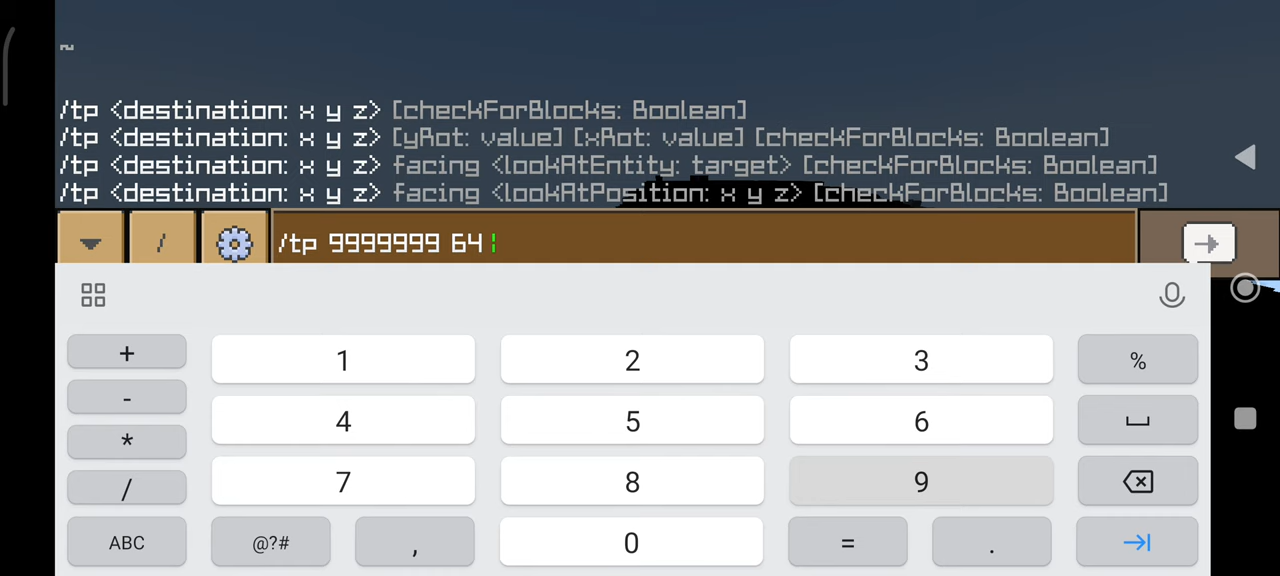 ~
/tp <destination: x y z> [checkForBlocks: Boolean]
/tp <destination: x y z> [yRot: value] [xRot: value] [checkForBlocks: Boolean]
/tp <destination: x y z> facing <lookAtEntity: target> [checkForBlocks: Boolean]
/tp <destination: x y z> facing <lookAtPosition: x y z> [checkForBlocks: Boolean]
/ /tp 9999999 64
+ 1 2 3 %
- 4 5 6
* 7 8 9
/
ABC @?# , 0 = .